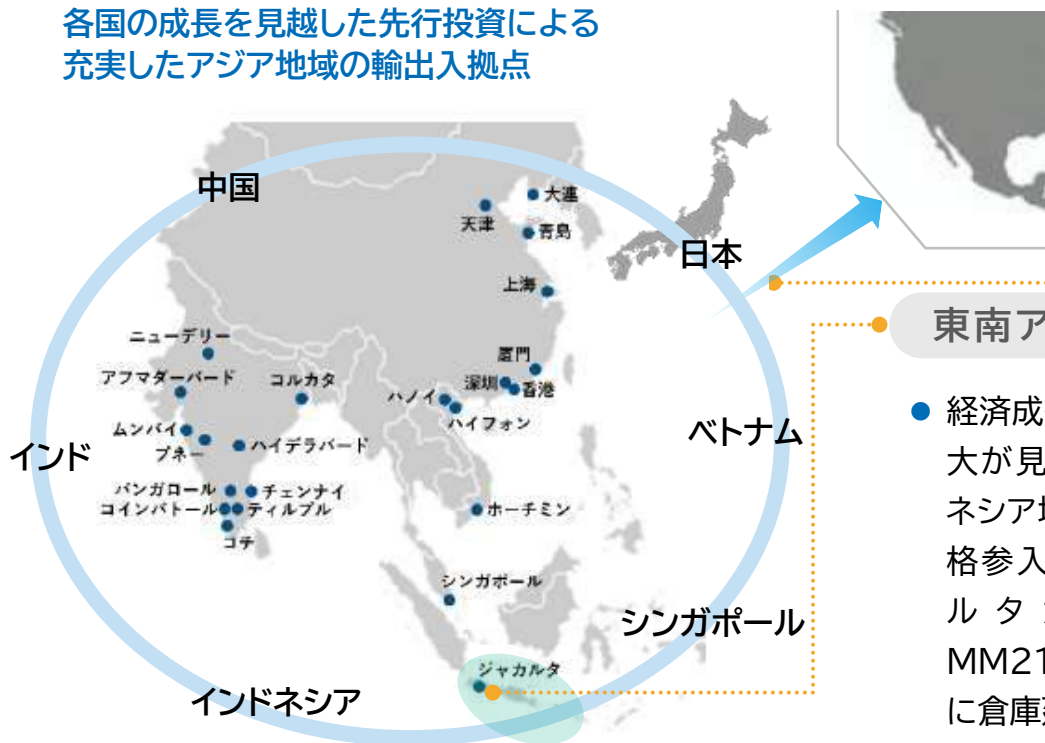 各国の成長を見越した先行投資による
充実したアジア地域の輸出入拠点
中国
大連
天津
青島
日本
上海
ニューデリー
厦門
アフマダーバード
コルカタ
深圳
香港
ハノイ
ハイフォン
ムンバイ
プネー
ハイデラバード
インド
ベトナム
バンガロール
チェンナイ
コインバトール
ティルプル
コチ
ホーチミン
シンガポール
シンガポール
ジャカルタ
インドネシア
東南ア
● 経済成
大が見
ネシア
格参入
ルタ
MM21
に倉庫